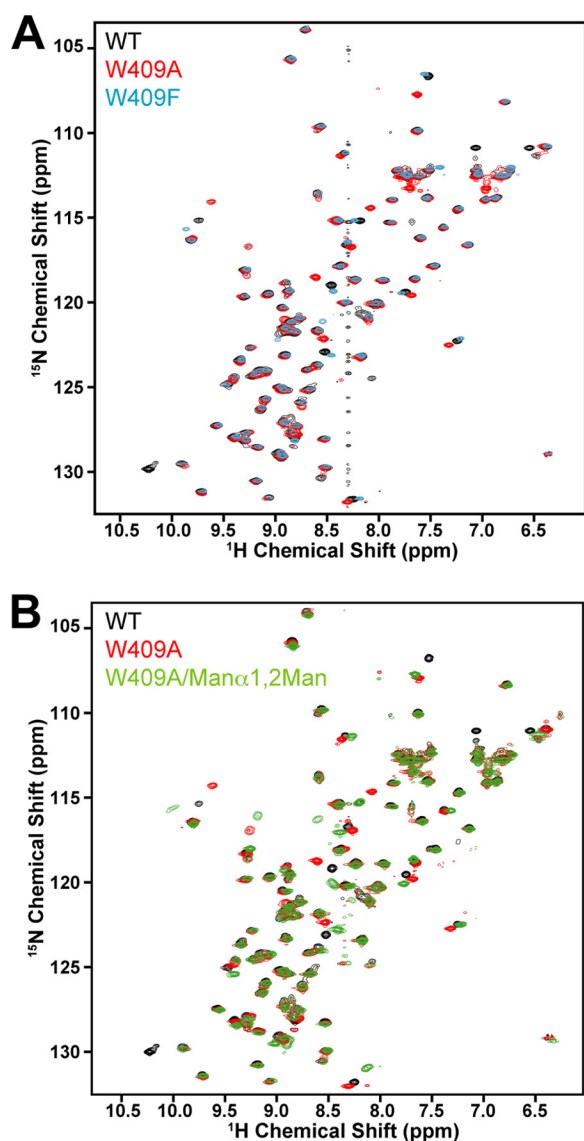 A
WT
W409A
W409F
105
110
115
120
125
130
¹⁵N Chemical Shift (ppm)
10.5 10.0 9.5 9.0 8.5 8.0 7.5 7.0 6.5
¹H Chemical Shift (ppm)
B
WT
W409A
W409A/Manα1,2Man
105
110
115
120
125
130
¹⁵N Chemical Shift (ppm)
10.5 10.0 9.5 9.0 8.5 8.0 7.5 7.0 6.5
¹H Chemical Shift (ppm)